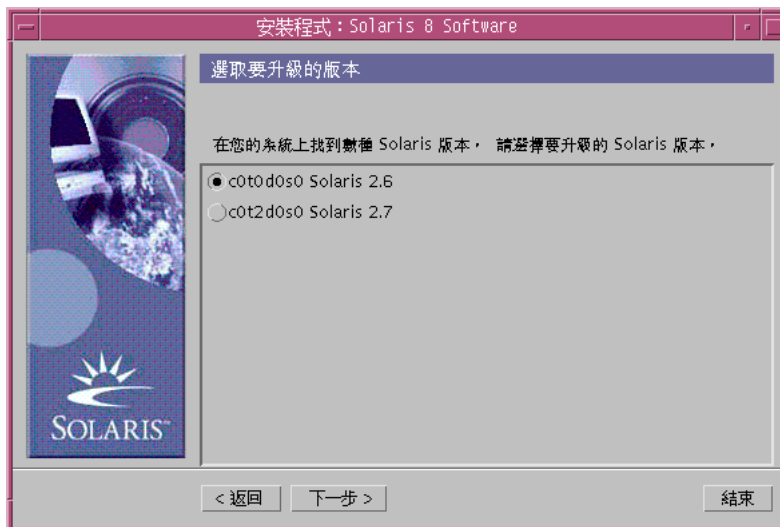 安裝程式：Solaris 8 Software
選取要升級的版本
在您的系統上找到數種 Solaris 版本， 請選擇要升級的 Solaris 版本，
c0t0d0s0 Solaris 2.6
c0t2d0s0 Solaris 2.7
SOLARIS™
< 返回
下一步 >
結束